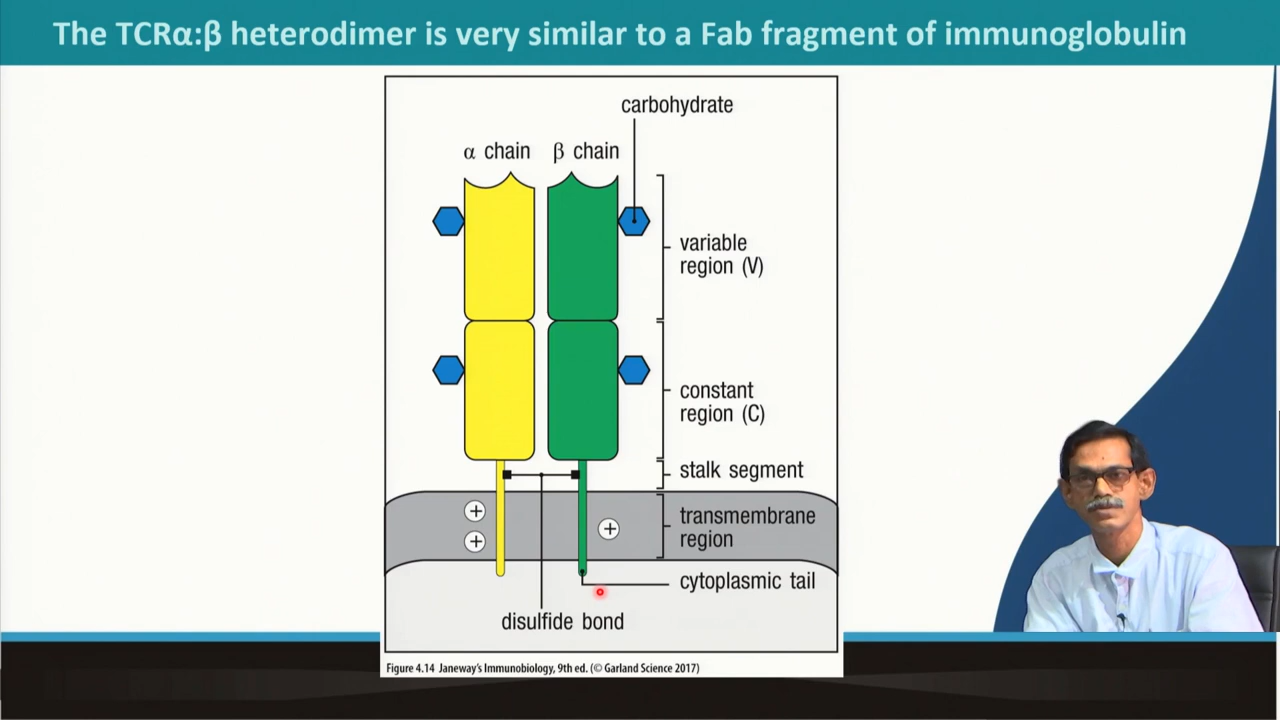 The TCRα:β heterodimer is very similar to a Fab fragment of immunoglobulin
carbohydrate
α chain
β chain
variable
region (V)
constant
region (C)
stalk segment
+
+
+
transmembrane
region
cytoplasmic tail
disulfide bond
Figure 4.14 Janeway's Immunobiology, 9th ed. (© Garland Science 2017)